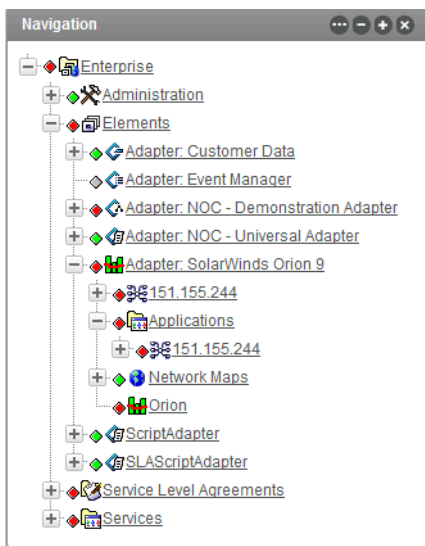 Navigation
Enterprise
Administration
Elements
Adapter: Customer Data
Adapter: Event Manager
Adapter: NOC - Demonstration Adapter
Adapter: NOC - Universal Adapter
Adapter: SolarWinds Orion 9
151.155.244
Applications
151.155.244
Network Maps
Orion
ScriptAdapter
SLAScriptAdapter
Service Level Agreements
Services